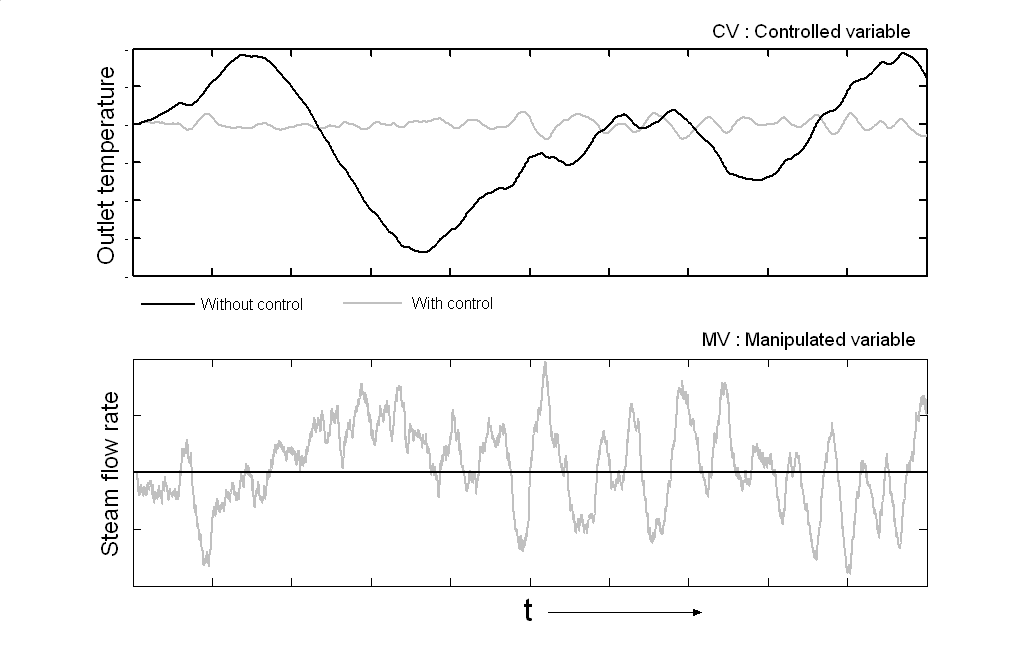 CV : Controlled variable
Outlet temperature
Without control
With control
MV : Manipulated variable
Steam flow rate
t